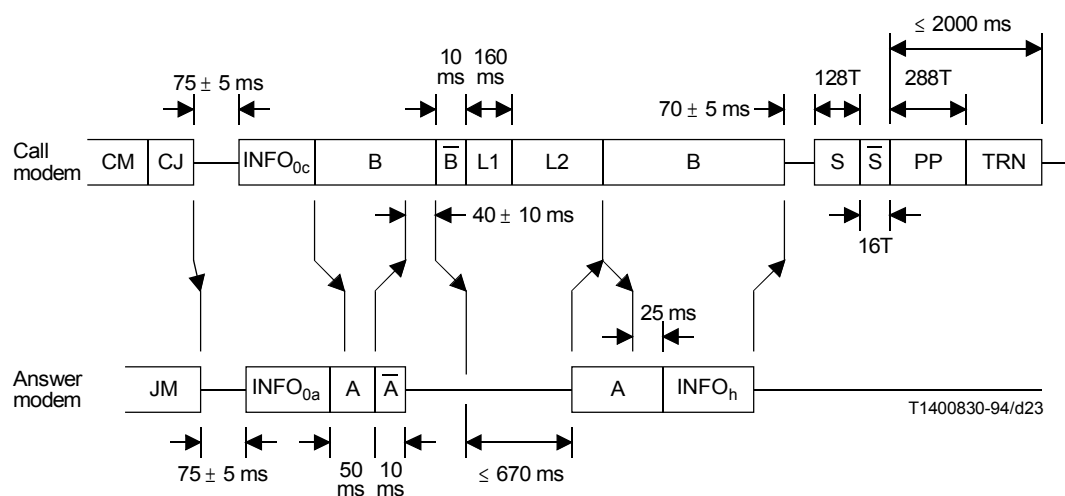 ≤ 2000 ms
10 ms
160 ms
75 ± 5 ms
128T
288T
70 ± 5 ms
Call modem
CM
CJ
INFO0c
B
B̅
L1
L2
B
S
S̅
PP
TRN
40 ± 10 ms
16T
25 ms
Answer modem
JM
INFO0a
A
A̅
A
INFOh
T1400830-94/d23
75 ± 5 ms
50 ms
10 ms
≤ 670 ms